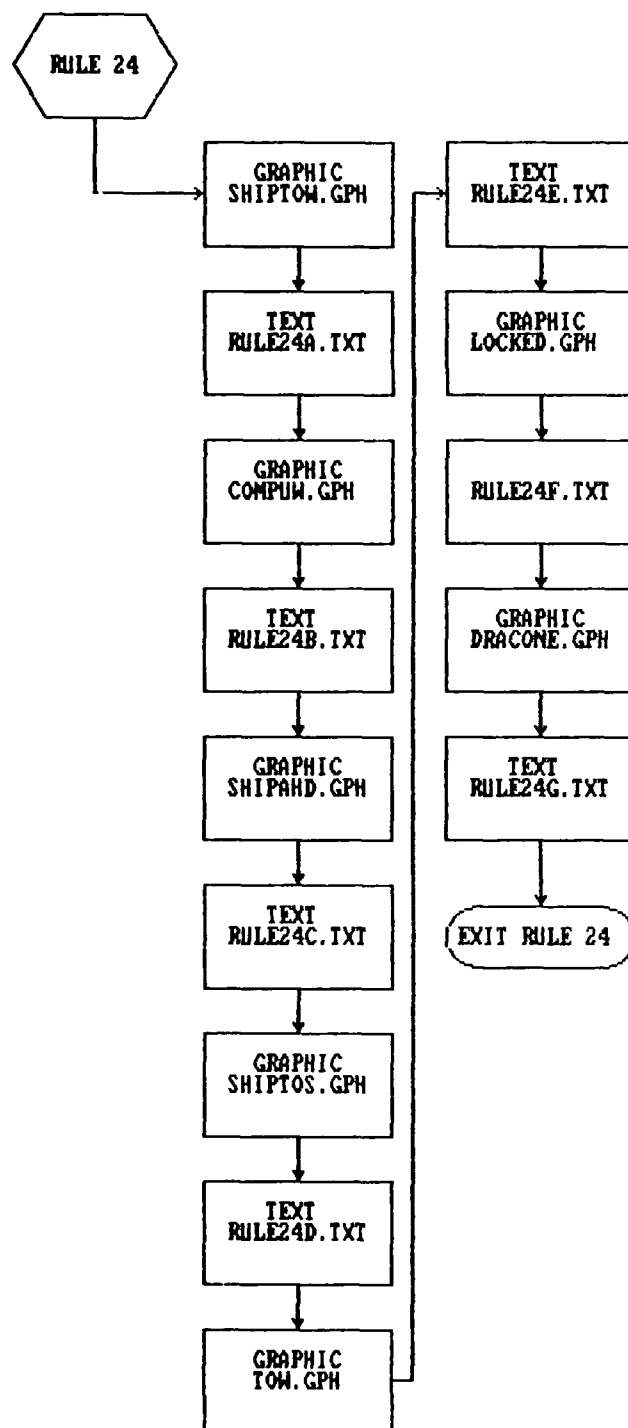 RULE 24
GRAPHIC
SHIPTOW.GPH
TEXT
RULE24A.TXT
GRAPHIC
COMPUW.GPH
TEXT
RULE24B.TXT
GRAPHIC
SHIPAHD.GPH
TEXT
RULE24C.TXT
GRAPHIC
SHIPTOS.GPH
TEXT
RULE24D.TXT
GRAPHIC
TOW.GPH
TEXT
RULE24E.TXT
GRAPHIC
LOCKED.GPH
RULE24F.TXT
GRAPHIC
DRACONE.GPH
TEXT
RULE24G.TXT
EXIT RULE 24